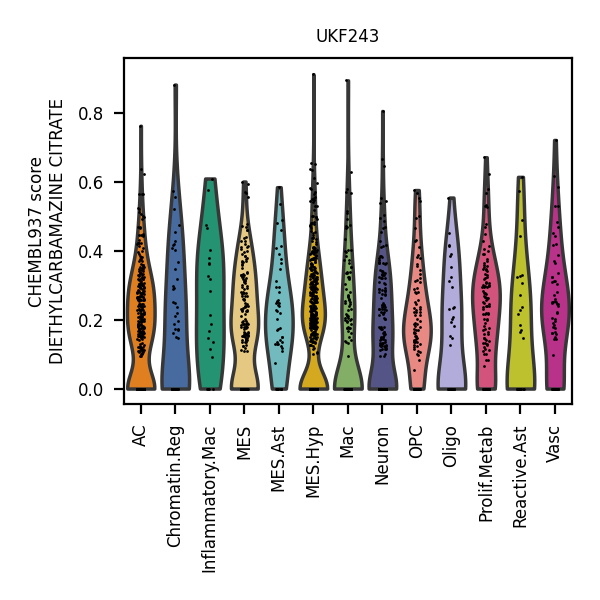 UKF243
CHEMBL937 score
DIETHYLCARBAMAZINE CITRATE
0.8
0.6
0.4
0.2
0.0
AC
Chromatin.Reg
Inflammatory.Mac
MES
MES.Ast
MES.Hyp
Mac
Neuron
OPC
Oligo
Prolif.Metab
Reactive.Ast
Vasc